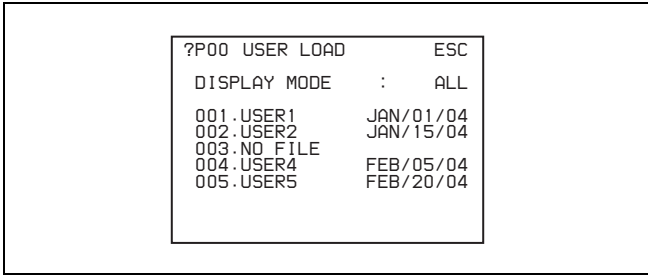 ?P00 USER LOAD ESC
DISPLAY MODE : ALL
001.USER1 JAN/01/04
002.USER2 JAN/15/04
003.NO FILE
004.USER4 FEB/05/04
005.USER5 FEB/20/04